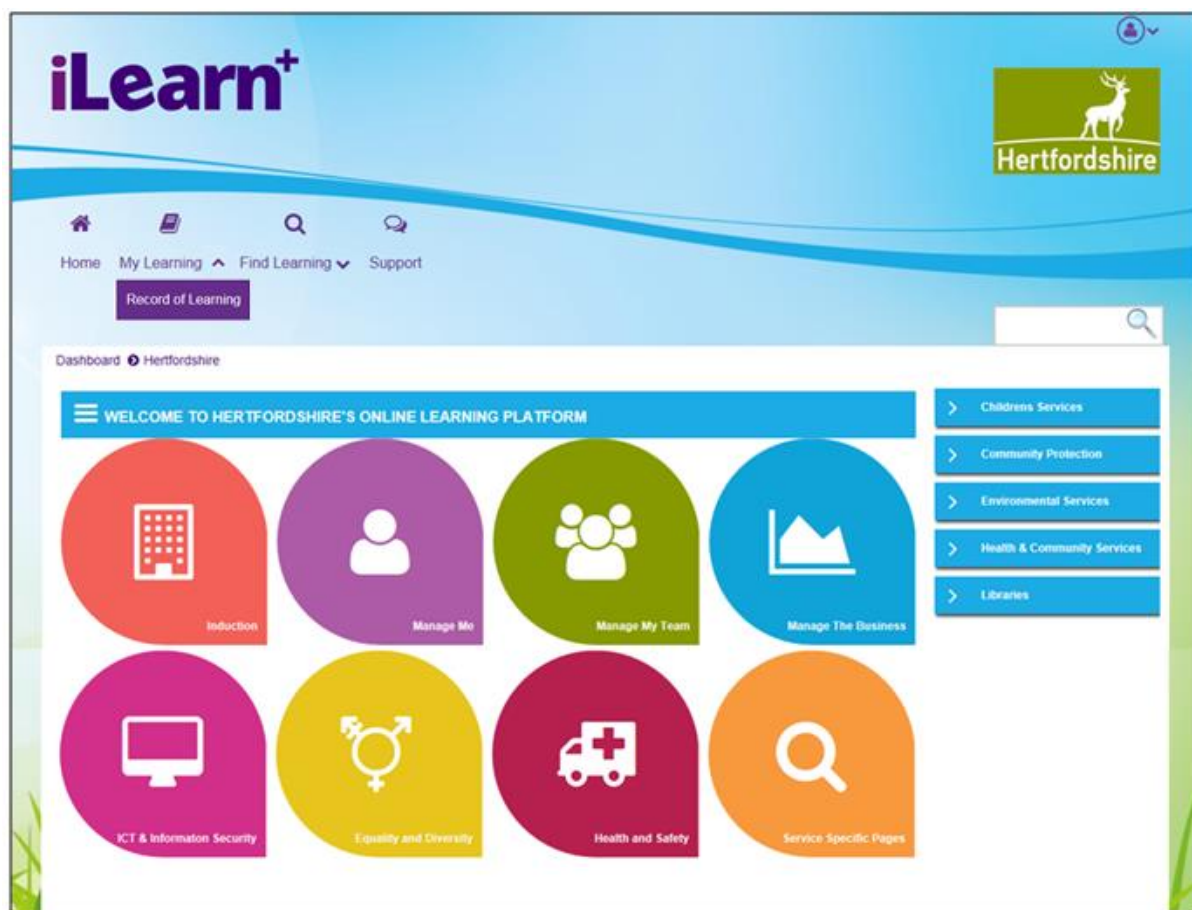 iLearn+
Hertfordshire
Home My Learning Find Learning Support
Record of Learning
Dashboard Hertfordshire
WELCOME TO HERTFORDSHIRE'S ONLINE LEARNING PLATFORM
Induction
Manage Me
Manage My Team
Manage The Business
ICT & Informaton Security
Equality and Diversity
Health and Safety
Service Specific Pages
Childrens Services
Community Protection
Environmental Services
Health & Community Services
Libraries